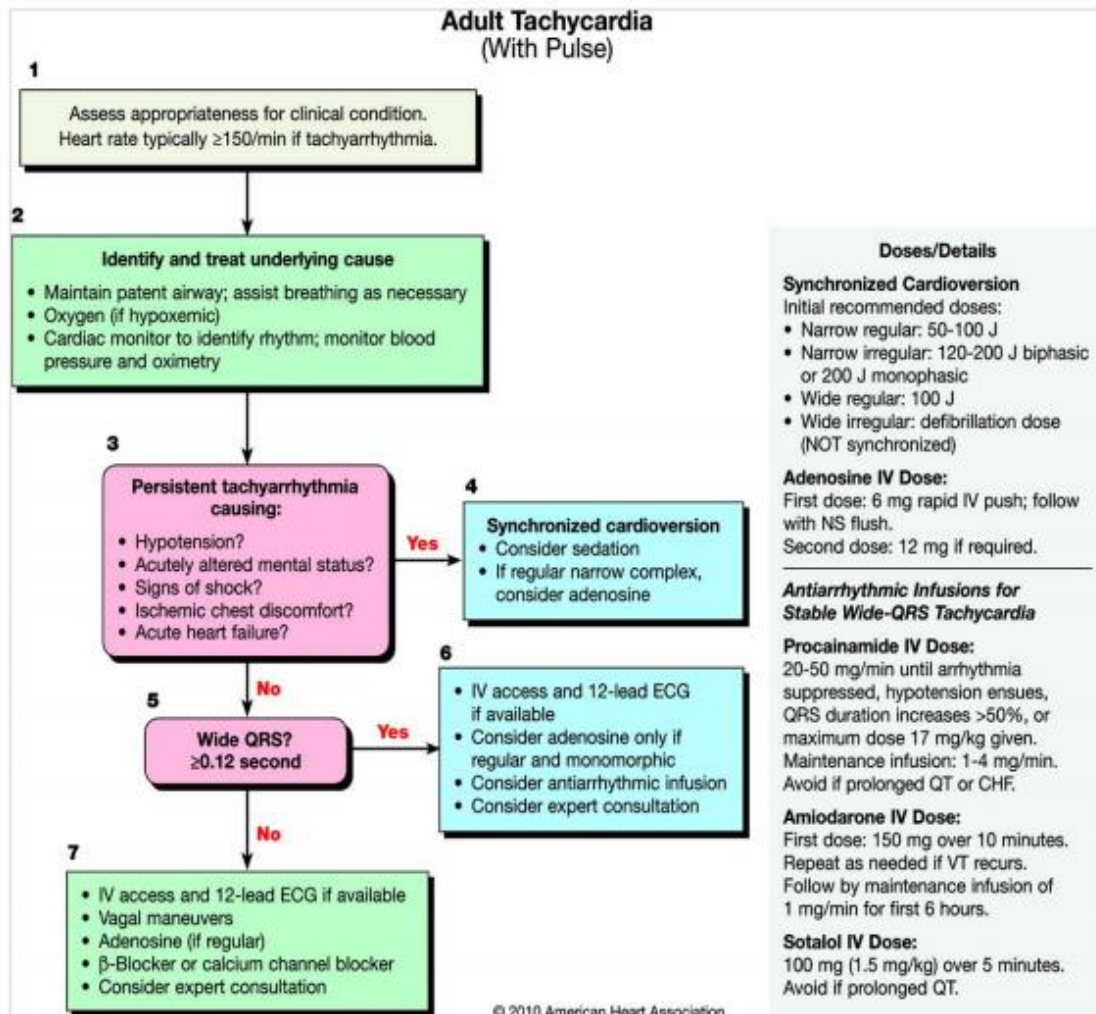 Adult Tachycardia
(With Pulse)
1
Assess appropriateness for clinical condition.
Heart rate typically ≥150/min if tachyarrhythmia.
2
Identify and treat underlying cause
• Maintain patent airway; assist breathing as necessary
• Oxygen (if hypoxemic)
• Cardiac monitor to identify rhythm; monitor blood
pressure and oximetry
3
Persistent tachyarrhythmia
causing:
• Hypotension?
• Acutely altered mental status?
• Signs of shock?
• Ischemic chest discomfort?
• Acute heart failure?
Yes
4
Synchronized cardioversion
• Consider sedation
• If regular narrow complex,
consider adenosine
No
5
Wide QRS?
≥0.12 second
Yes
6
• IV access and 12-lead ECG
if available
• Consider adenosine only if
regular and monomorphic
• Consider antiarrhythmic infusion
• Consider expert consultation
No
7
• IV access and 12-lead ECG if available
• Vagal maneuvers
• Adenosine (if regular)
• β-Blocker or calcium channel blocker
• Consider expert consultation
Doses/Details
Synchronized Cardioversion
Initial recommended doses:
• Narrow regular: 50-100 J
• Narrow irregular: 120-200 J biphasic
or 200 J monophasic
• Wide regular: 100 J
• Wide irregular: defibrillation dose
(NOT synchronized)
Adenosine IV Dose:
First dose: 6 mg rapid IV push; follow
with NS flush.
Second dose: 12 mg if required.
Antiarrhythmic Infusions for
Stable Wide-QRS Tachycardia
Procainamide IV Dose:
20-50 mg/min until arrhythmia
suppressed, hypotension ensues,
QRS duration increases >50%, or
maximum dose 17 mg/kg given.
Maintenance infusion: 1-4 mg/min.
Avoid if prolonged QT or CHF.
Amiodarone IV Dose:
First dose: 150 mg over 10 minutes.
Repeat as needed if VT recurs.
Follow by maintenance infusion of
1 mg/min for first 6 hours.
Sotalol IV Dose:
100 mg (1.5 mg/kg) over 5 minutes.
Avoid if prolonged QT.
© 2010 American Heart Association